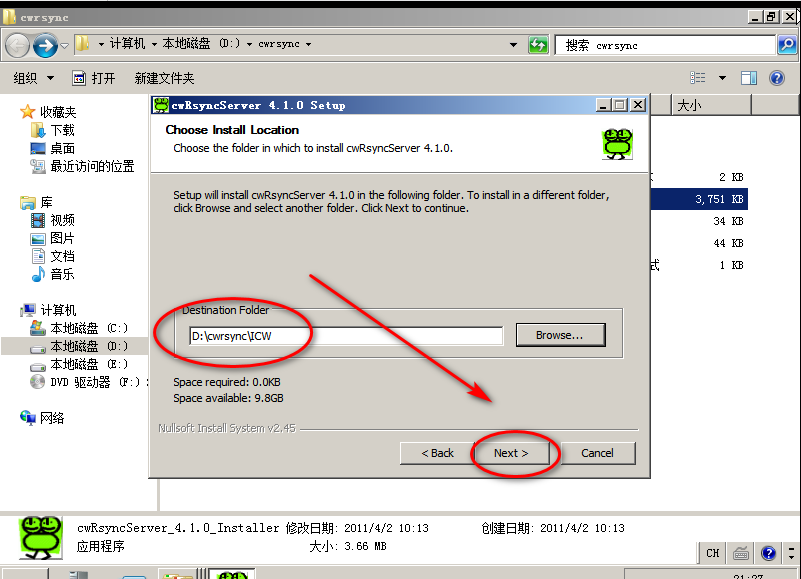 cwrsync
计算机 本地磁盘 (D:) cwrsync
搜索 cwrsync
组织 打开 新建文件夹
收藏夹
下载
桌面
最近访问的位置
库
视频
图片
文档
音乐
计算机
本地磁盘 (C:)
本地磁盘 (D:)
本地磁盘 (E:)
DVD 驱动器 (F:)
网络
大小
2 KB
3,751 KB
34 KB
44 KB
式 1 KB
cwRsyncServer 4.1.0 Setup
Choose Install Location
Choose the folder in which to install cwRsyncServer 4.1.0.
Setup will install cwRsyncServer 4.1.0 in the following folder. To install in a different folder,
click Browse and select another folder. Click Next to continue.
Destination Folder
D:\cwrsync\ICW
Browse...
Space required: 0.0KB
Space available: 9.8GB
Nullsoft Install System v2.45
< Back Next > Cancel
cwRsyncServer_4.1.0_Installer 修改日期: 2011/4/2 10:13 创建日期: 2011/4/2 10:13
应用程序 大小: 3.66 MB
CH
21:27